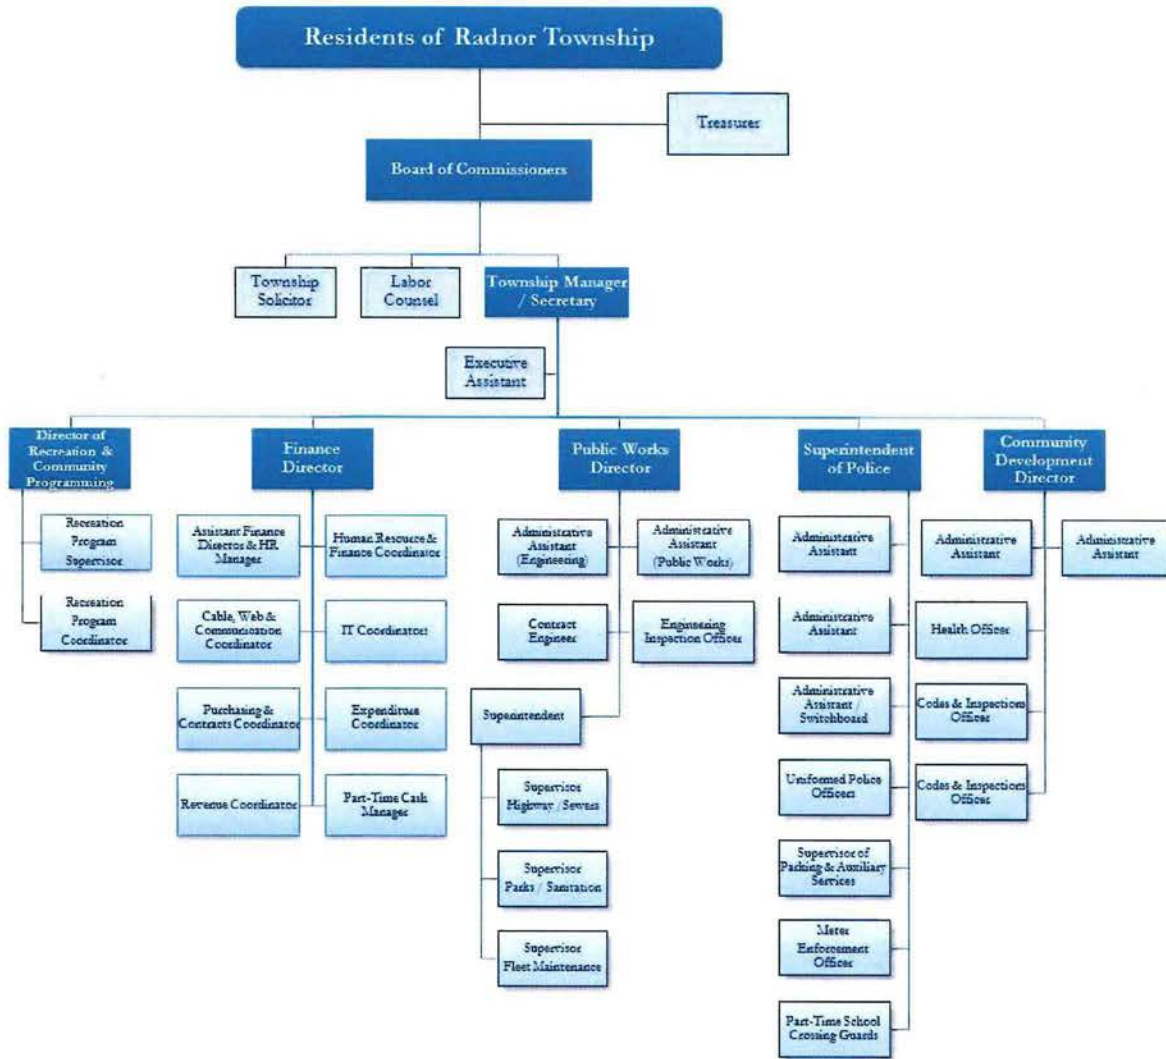 Residents of Radnor Township
Treasurer
Board of Commissioners
Township
Solicitor
Labor
Counsel
Township Manager
/ Secretary
Executive
Assistant
Director of
Recreation &
Community
Programming
Finance
Director
Public Works
Director
Superintendent
of Police
Community
Development
Director
Recreation
Program
Supervisor
Recreation
Program
Coordinator
Assistant Finance
Director & HR
Manager
Human Resource &
Finance Coordinator
Cable, Web &
Communication
Coordinator
IT Coordinators
Purchasing &
Contracts Coordinator
Expenditure
Coordinator
Revenue Coordinator
Part-Time Cash
Manager
Administrative
Assistant
(Engineering)
Administrative
Assistant
(Public Works)
Contract
Engineer
Engineering
Inspection Officer
Superintendent
Supervisor
Highway / Sewers
Supervisor
Parks / Sanitation
Supervisor
Fleet Maintenance
Administrative
Assistant
Administrative
Assistant
Administrative
Assistant /
Switchboard
Uniformed Police
Officers
Supervisor of
Parking & Auxiliary
Services
Meter
Enforcement
Officer
Part-Time School
Crossing Guards
Administrative
Assistant
Administrative
Assistant
Health Officer
Codes & Inspections
Officer
Codes & Inspections
Officer